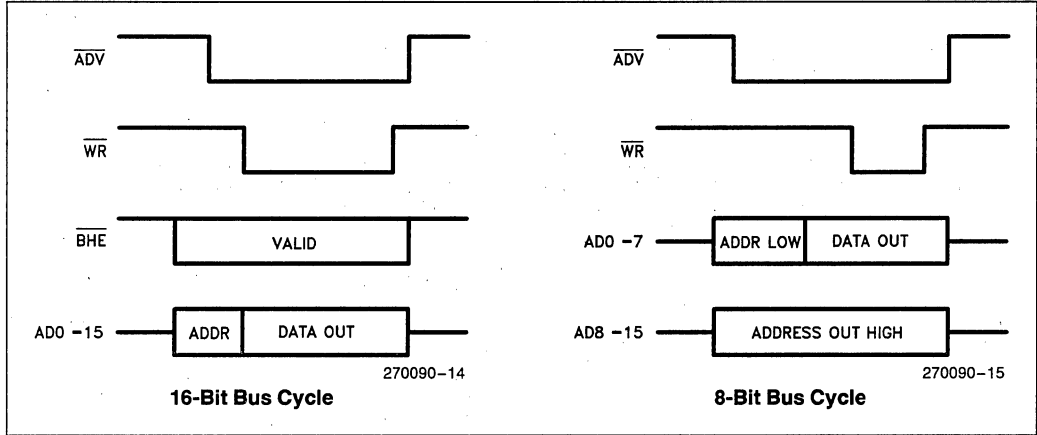 ADV
WR
BHE
VALID
AD0 -15
ADDR
DATA OUT
270090-14
16-Bit Bus Cycle
ADV
WR
AD0 -7
ADDR LOW
DATA OUT
AD8 -15
ADDRESS OUT HIGH
270090-15
8-Bit Bus Cycle